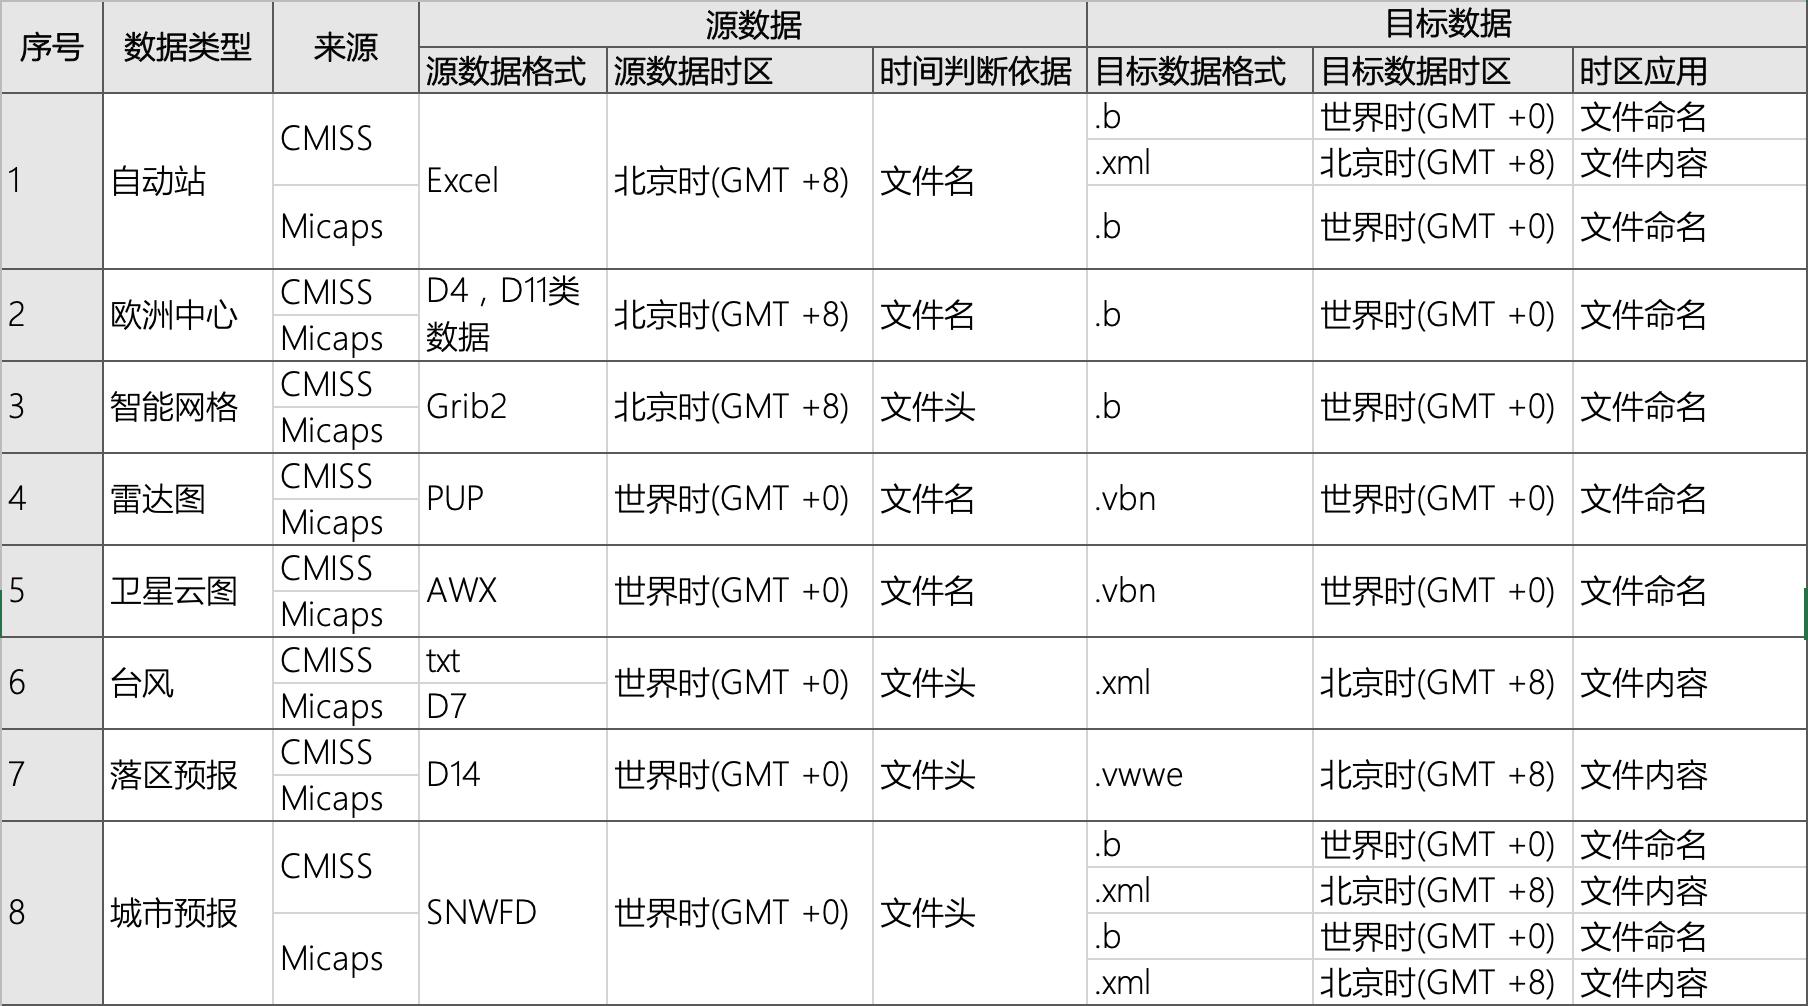 序号 数据类型 来源 源数据 目标数据
源数据格式 源数据时区 时间判断依据 目标数据格式 目标数据时区 时区应用
1 自动站 CMISS Excel 北京时(GMT +8) 文件名 .b 世界时(GMT +0) 文件命名
.xml 北京时(GMT +8) 文件内容
Micaps .b 世界时(GMT +0) 文件命名
2 欧洲中心 CMISS D4，D11类 北京时(GMT +8) 文件名 .b 世界时(GMT +0) 文件命名
Micaps 数据
3 智能网格 CMISS Grib2 北京时(GMT +8) 文件头 .b 世界时(GMT +0) 文件命名
Micaps
4 雷达图 CMISS PUP 世界时(GMT +0) 文件名 .vbn 世界时(GMT +0) 文件命名
Micaps
5 卫星云图 CMISS AWX 世界时(GMT +0) 文件名 .vbn 世界时(GMT +0) 文件命名
Micaps
6 台风 CMISS txt 世界时(GMT +0) 文件头 .xml 北京时(GMT +8) 文件内容
Micaps D7
7 落区预报 CMISS D14 世界时(GMT +0) 文件头 .vwwe 北京时(GMT +8) 文件内容
Micaps
8 城市预报 CMISS SNWFD 世界时(GMT +0) 文件头 .b 世界时(GMT +0) 文件命名
.xml 北京时(GMT +8) 文件内容
Micaps .b 世界时(GMT +0) 文件命名
.xml 北京时(GMT +8) 文件内容